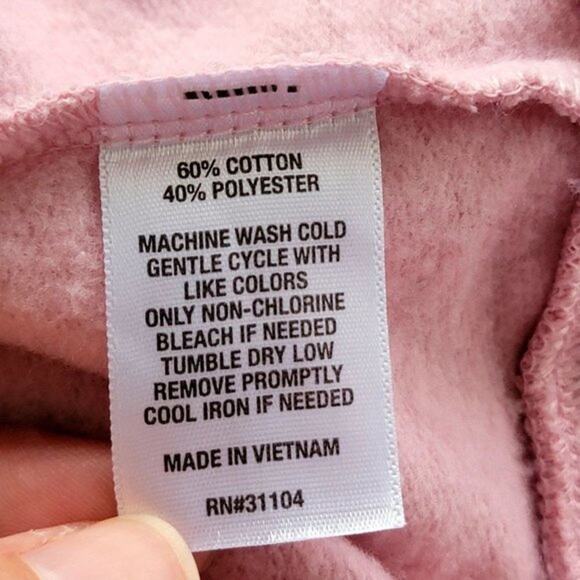 60% COTTON
40% POLYESTER
MACHINE WASH COLD
GENTLE CYCLE WITH
LIKE COLORS
ONLY NON-CHLORINE
BLEACH IF NEEDED
TUMBLE DRY LOW
REMOVE PROMPTLY
COOL IRON IF NEEDED
MADE IN VIETNAM
RN#31104